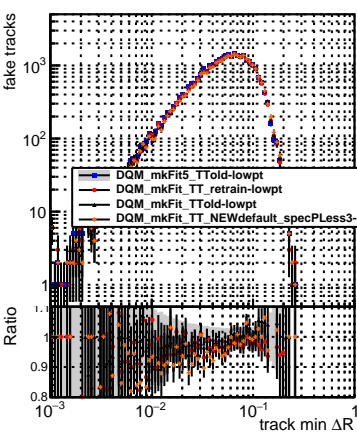 fake tracks
10³
10²
10
1
DQM_mkFit5_TTold-lowpt
DQM_mkFit_TT_retrain-lowpt
DQM_mkFit_TTold-lowpt
DQM_mkFit_TT_NEWdefault_specPLess3-
Ratio
1.1
1
0.9
0.8
10⁻³ 10⁻² 10⁻¹ 1
track min ΔR